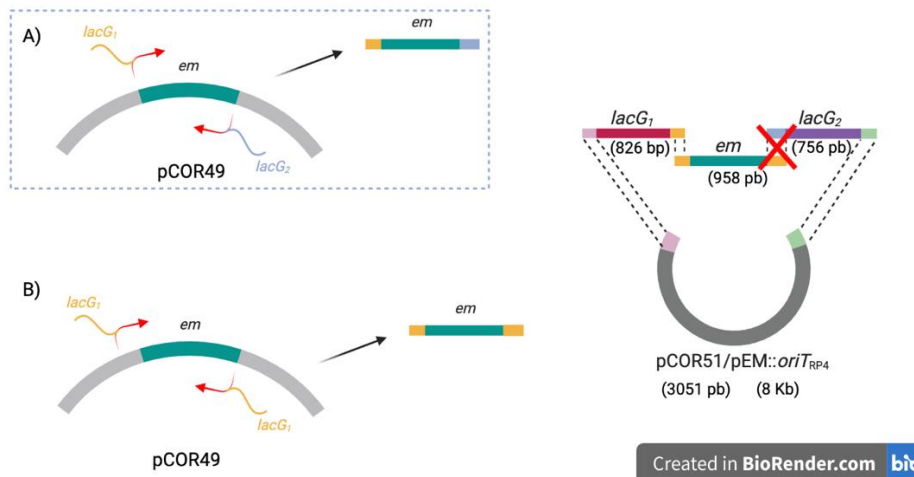 A)
lacG₁
em
lacG₂
pCOR49
em
B)
lacG₁
em
lacG₁
pCOR49
em
lacG₁
lacG₂
(826 bp)
em
(756 pb)
(958 pb)
pCOR51/pEM::oriTRP4
(3051 pb) (8 Kb)
Created in BioRender.com bio